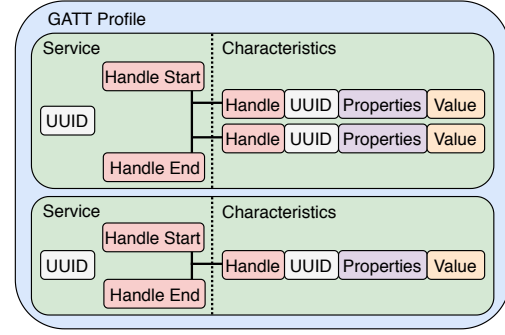 GATT Profile
Service Characteristics
Handle Start
Handle UUID Properties Value
UUID
Handle UUID Properties Value
Handle End
Service Characteristics
Handle Start
UUID Handle UUID Properties Value
Handle End